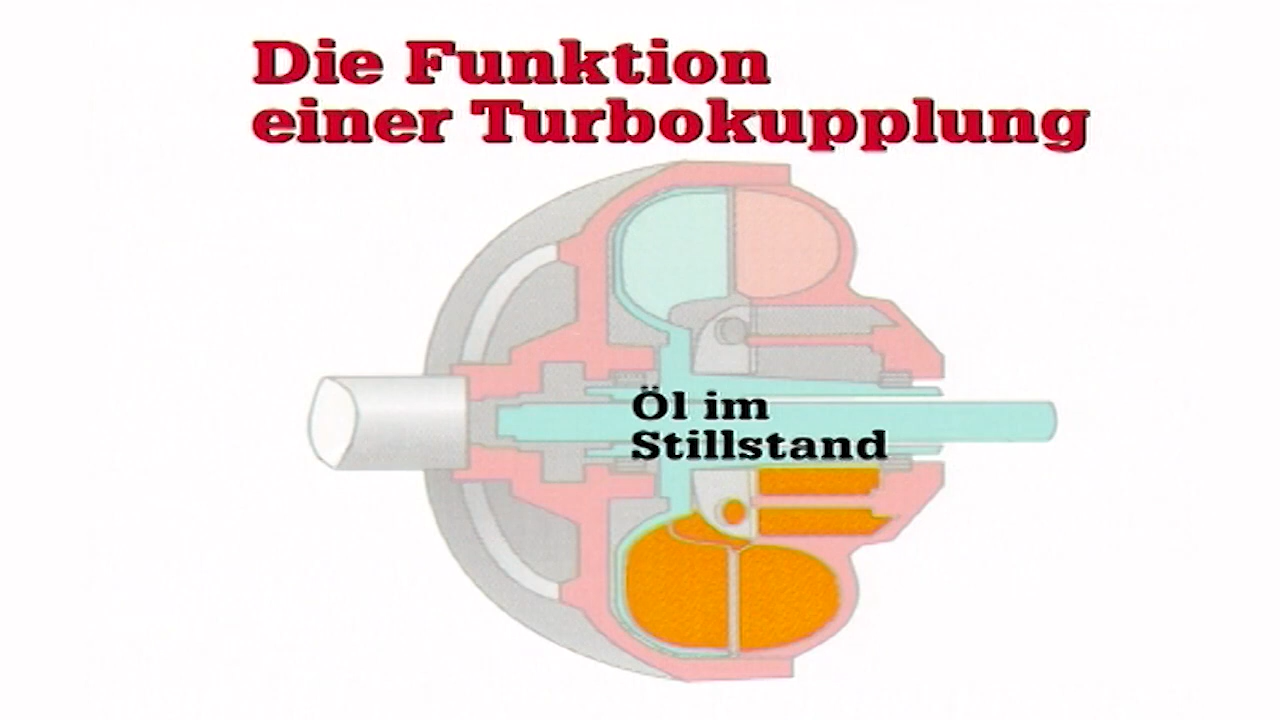 Die Funktion
einer Turbokupplung
Öl im
Stillstand